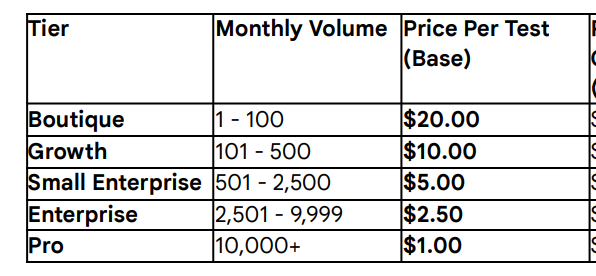 Tier Monthly Volume Price Per Test
(Base)
Boutique 1 - 100 $20.00
Growth 101 - 500 $10.00
Small Enterprise 501 - 2,500 $5.00
Enterprise 2,501 - 9,999 $2.50
Pro 10,000+ $1.00